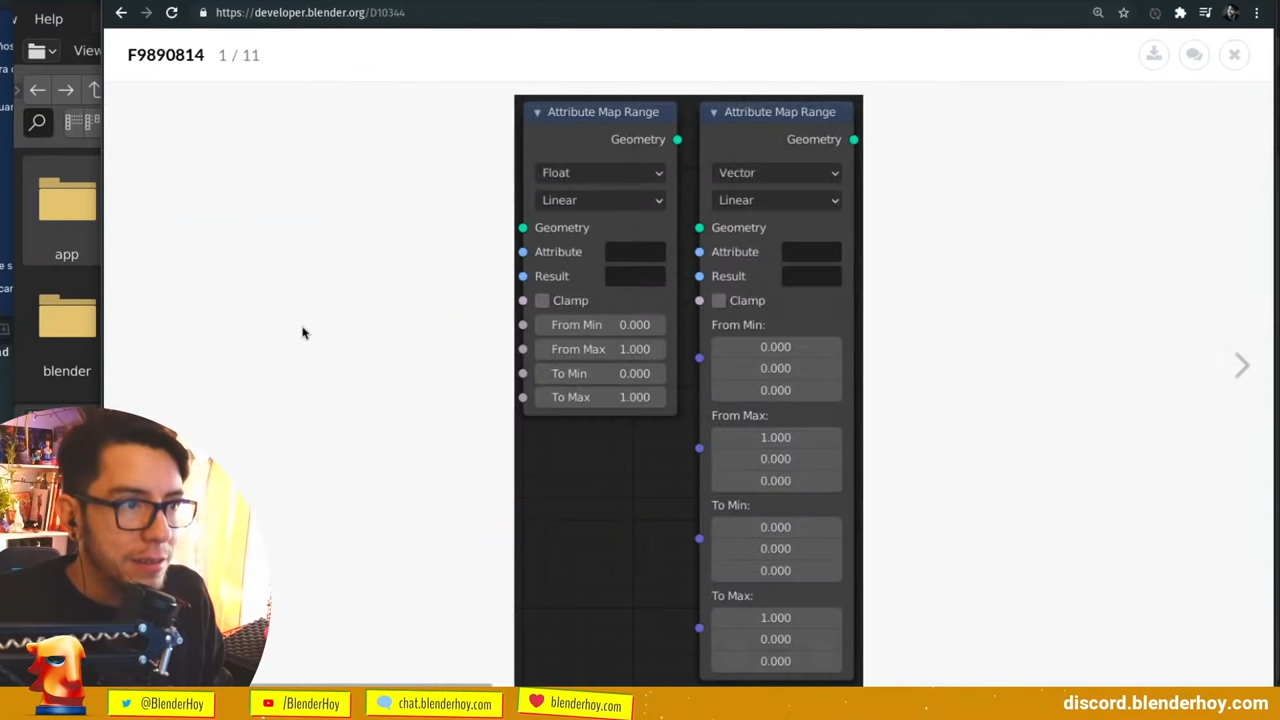 Help
https://developer.blender.org/D10344
View
F9890814 1 / 11
app
blender
Attribute Map Range
Geometry
Float
Linear
Geometry
Attribute
Result
Clamp
From Min 0.000
From Max 1.000
To Min 0.000
To Max 1.000
Attribute Map Range
Geometry
Vector
Linear
Geometry
Attribute
Result
Clamp
From Min:
0.000
0.000
0.000
From Max:
1.000
0.000
0.000
To Min:
0.000
0.000
0.000
To Max:
1.000
0.000
0.000
@BlenderHoy
/BlenderHoy
chat.blenderhoy.com
blenderhoy.com
discord.blenderhoy.com